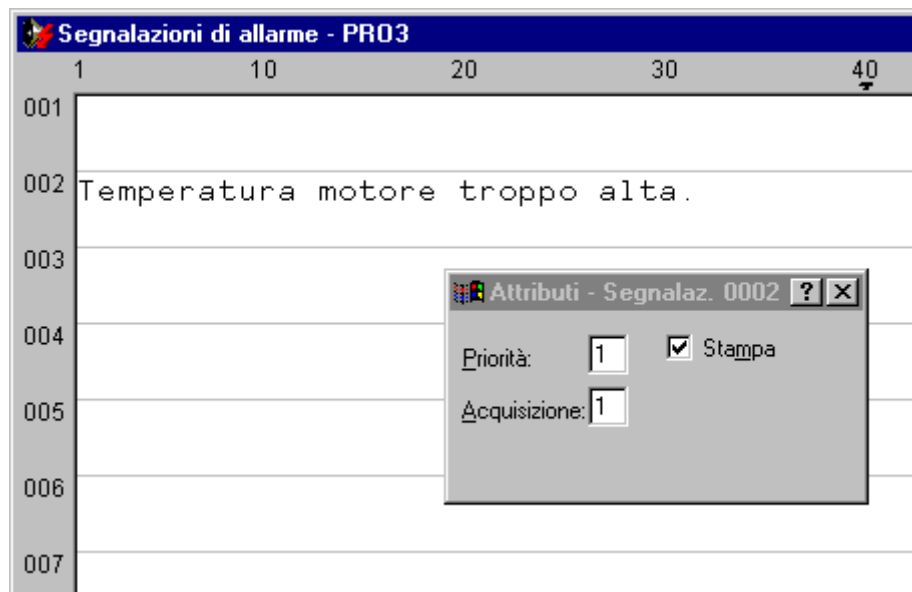 Segnalazioni di allarme - PRO3
1 10 20 30 40
001
002 Temperatura motore troppo alta.
003
Attributi - Segnalaz. 0002 ? X
004
Priorità: 1 Stampa
005 Acquisizione: 1
006
007